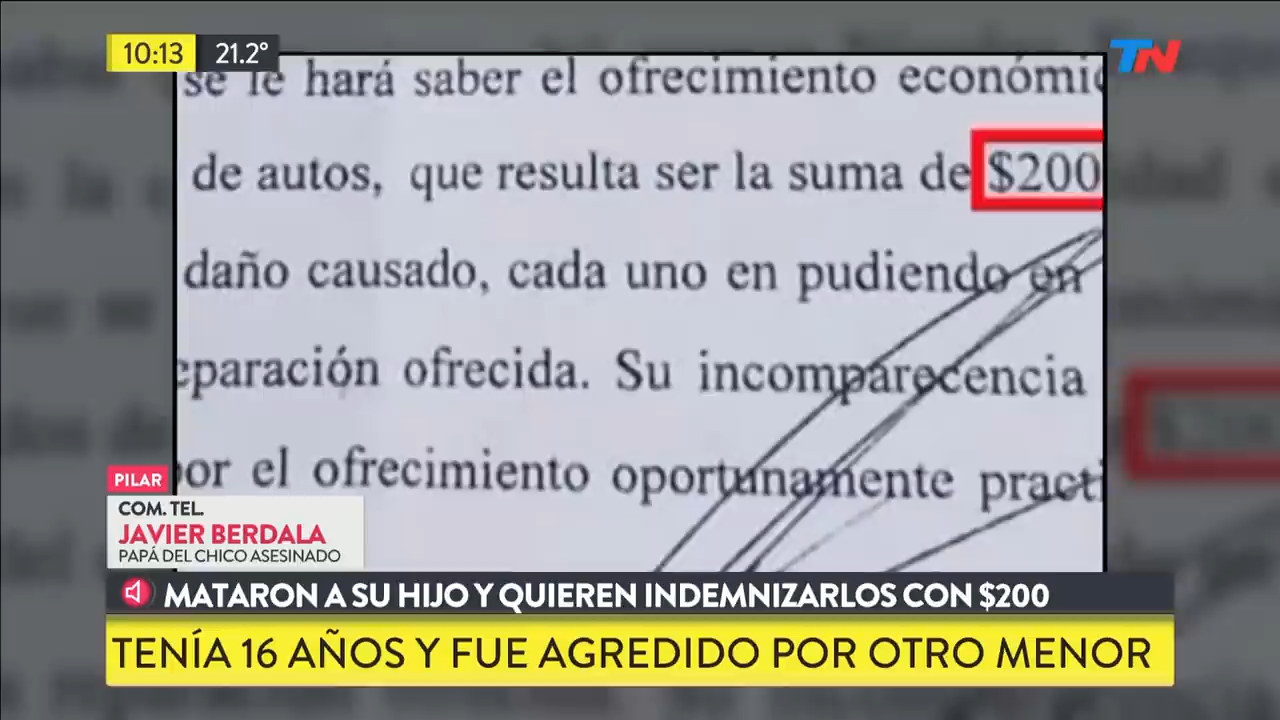 10:13 21.2° TN
se le hará saber el ofrecimiento económic
de autos, que resulta ser la suma de $200
daño causado, cada uno en pudiendo en
eparación ofrecida. Su incomparecencia
por el ofrecimiento oportunamente practi
PILAR
COM. TEL.
JAVIER BERDALA
PAPÁ DEL CHICO ASESINADO
MATARON A SU HIJO Y QUIEREN INDEMNIZARLOS CON $200
TENÍA 16 AÑOS Y FUE AGREDIDO POR OTRO MENOR